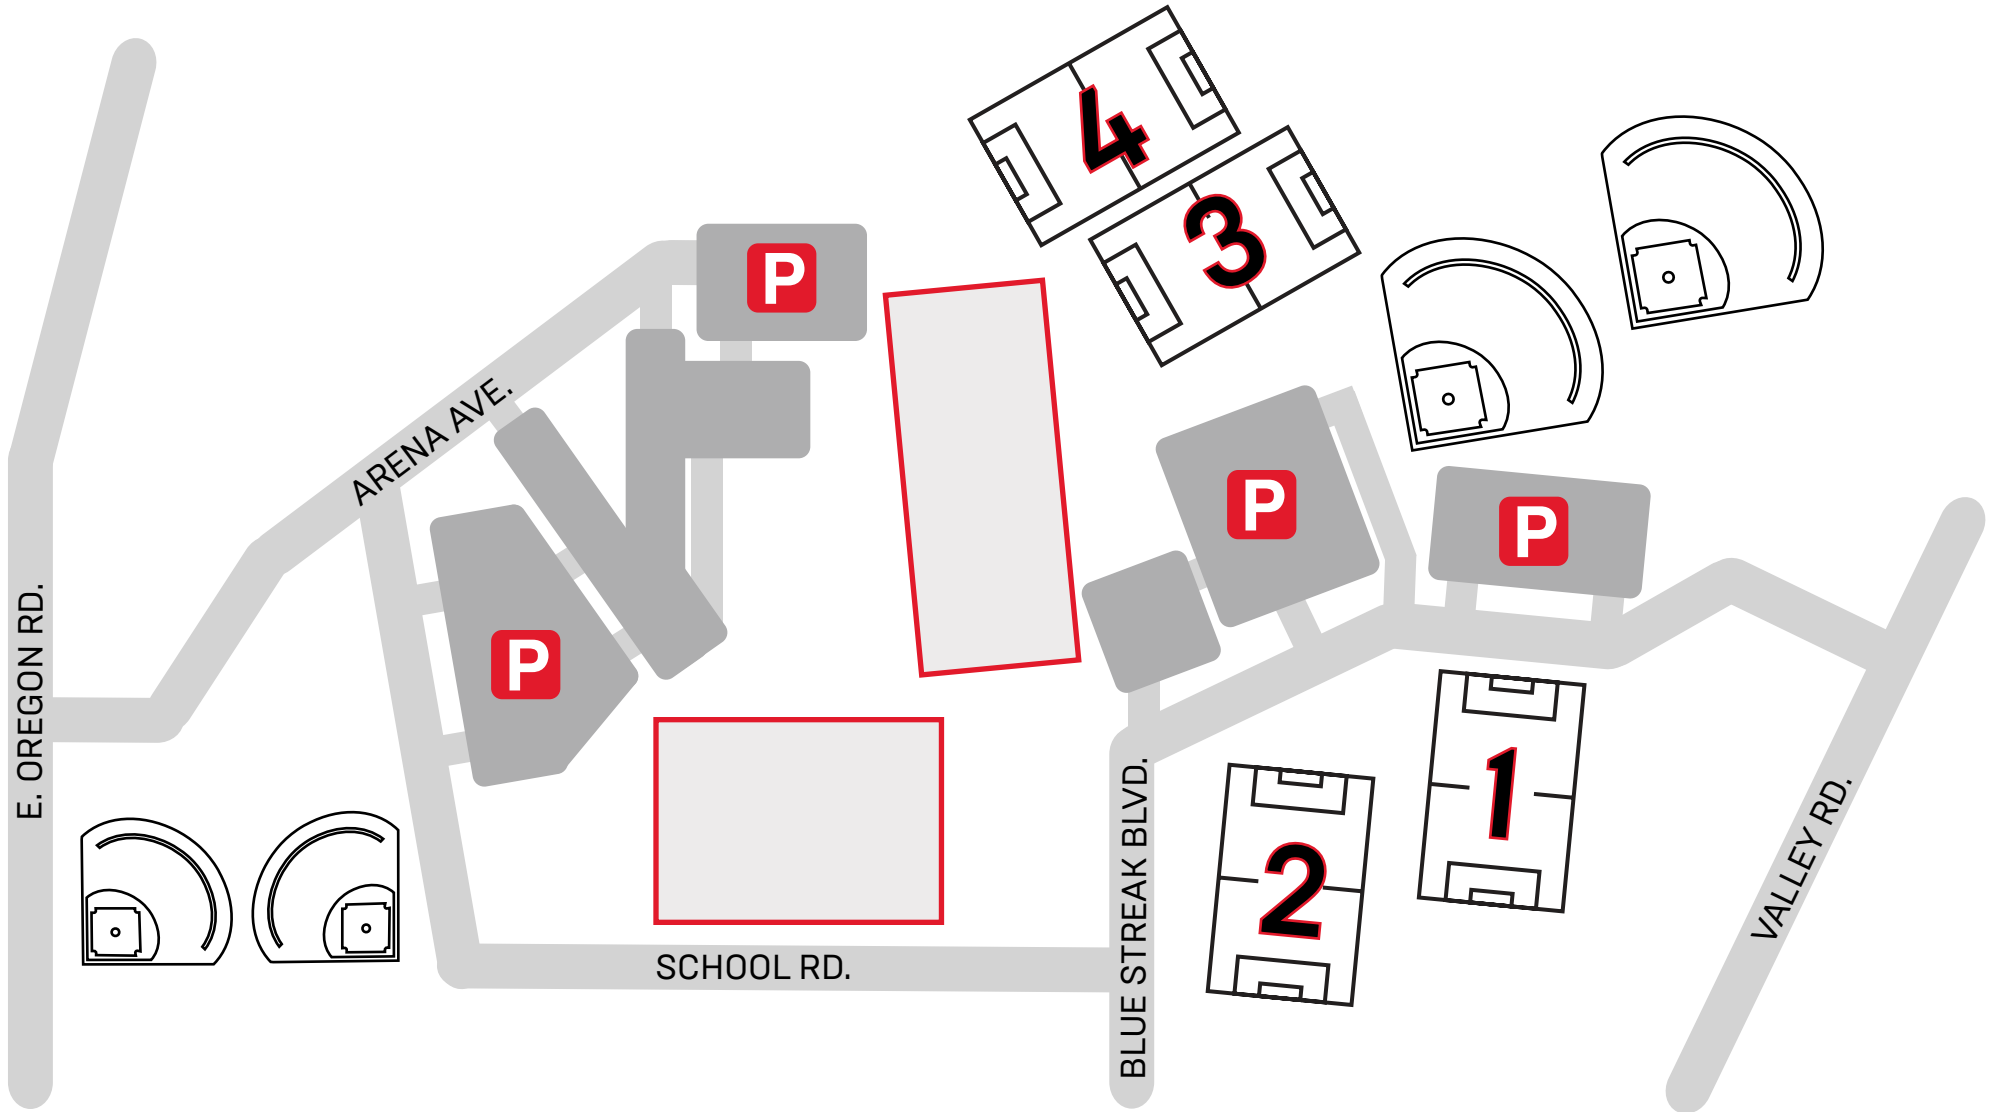 4
3
P
ARENA AVE.
P
P
P
E. OREGON RD.
1
2
BLUE STREAK BLVD.
VALLEY RD.
SCHOOL RD.